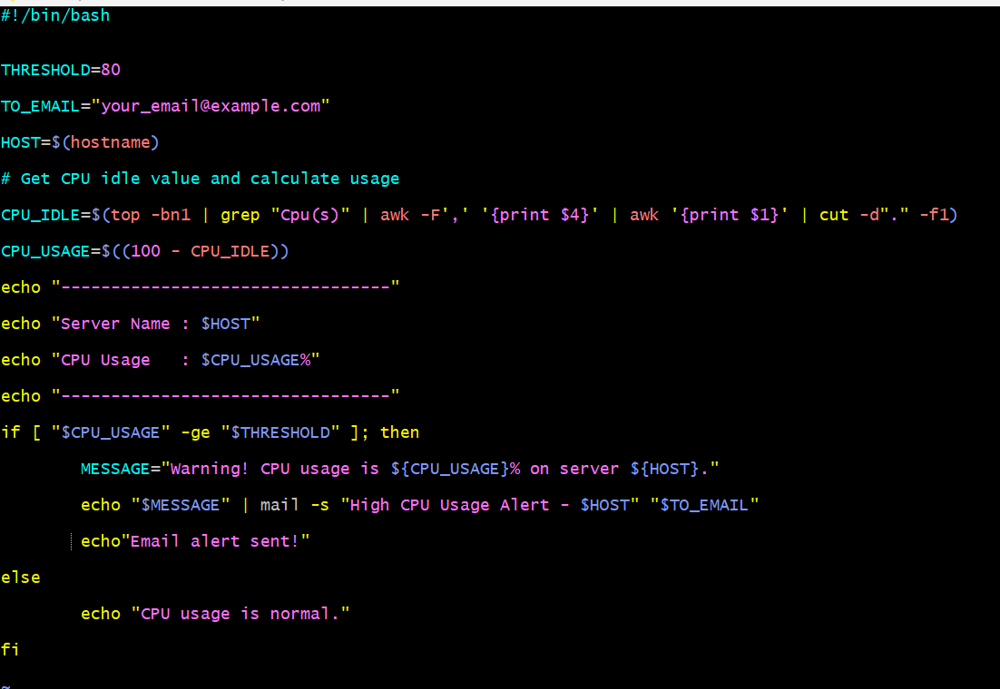 #!/bin/bash
THRESHOLD=80
TO_EMAIL="your_email@example.com"
HOST=$(hostname)
# Get CPU idle value and calculate usage
CPU_IDLE=$(top -bn1 | grep "Cpu(s)" | awk -F',' '{print $4}' | awk '{print $1}' | cut -d"." -f1)
CPU_USAGE=$((100 - CPU_IDLE))
echo "---------------------------------"
echo "Server Name : $HOST"
echo "CPU Usage   : $CPU_USAGE%"
echo "---------------------------------"
if [ "$CPU_USAGE" -ge "$THRESHOLD" ]; then
        MESSAGE="Warning! CPU usage is ${CPU_USAGE}% on server ${HOST}."
        echo "$MESSAGE" | mail -s "High CPU Usage Alert - $HOST" "$TO_EMAIL"
        echo"Email alert sent!"
else
        echo "CPU usage is normal."
fi
~